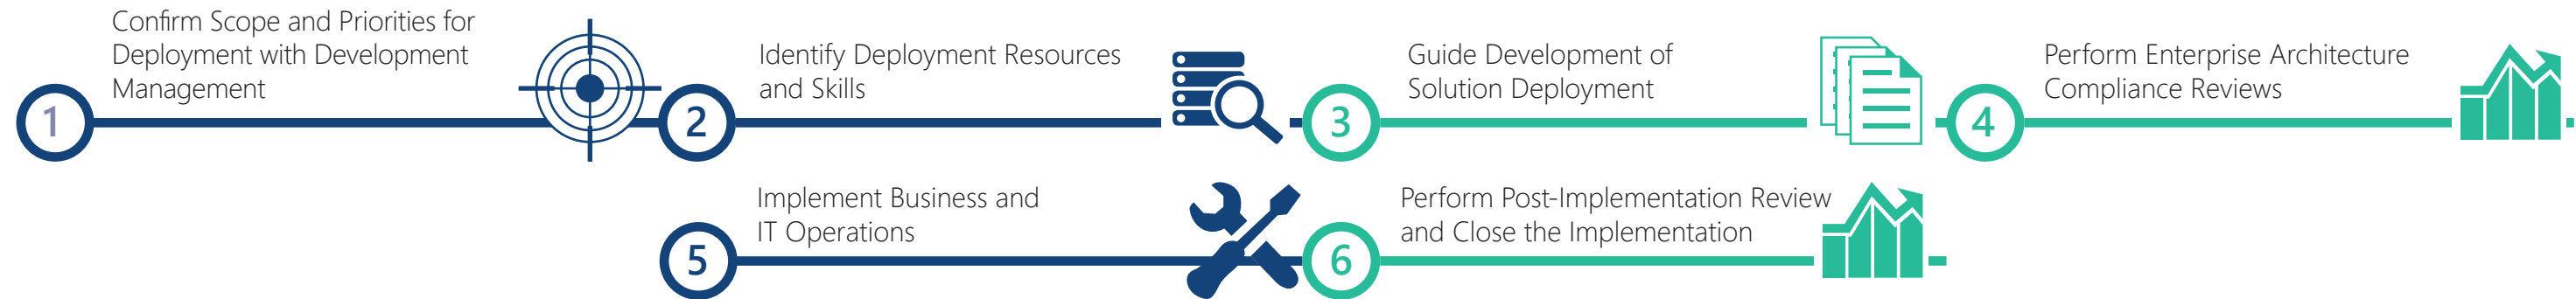 1
Confirm Scope and Priorities for
Deployment with Development
Management
2
Identify Deployment Resources
and Skills
3
Guide Development of
Solution Deployment
4
Perform Enterprise Architecture
Compliance Reviews
5
Implement Business and
IT Operations
6
Perform Post-Implementation Review
and Close the Implementation